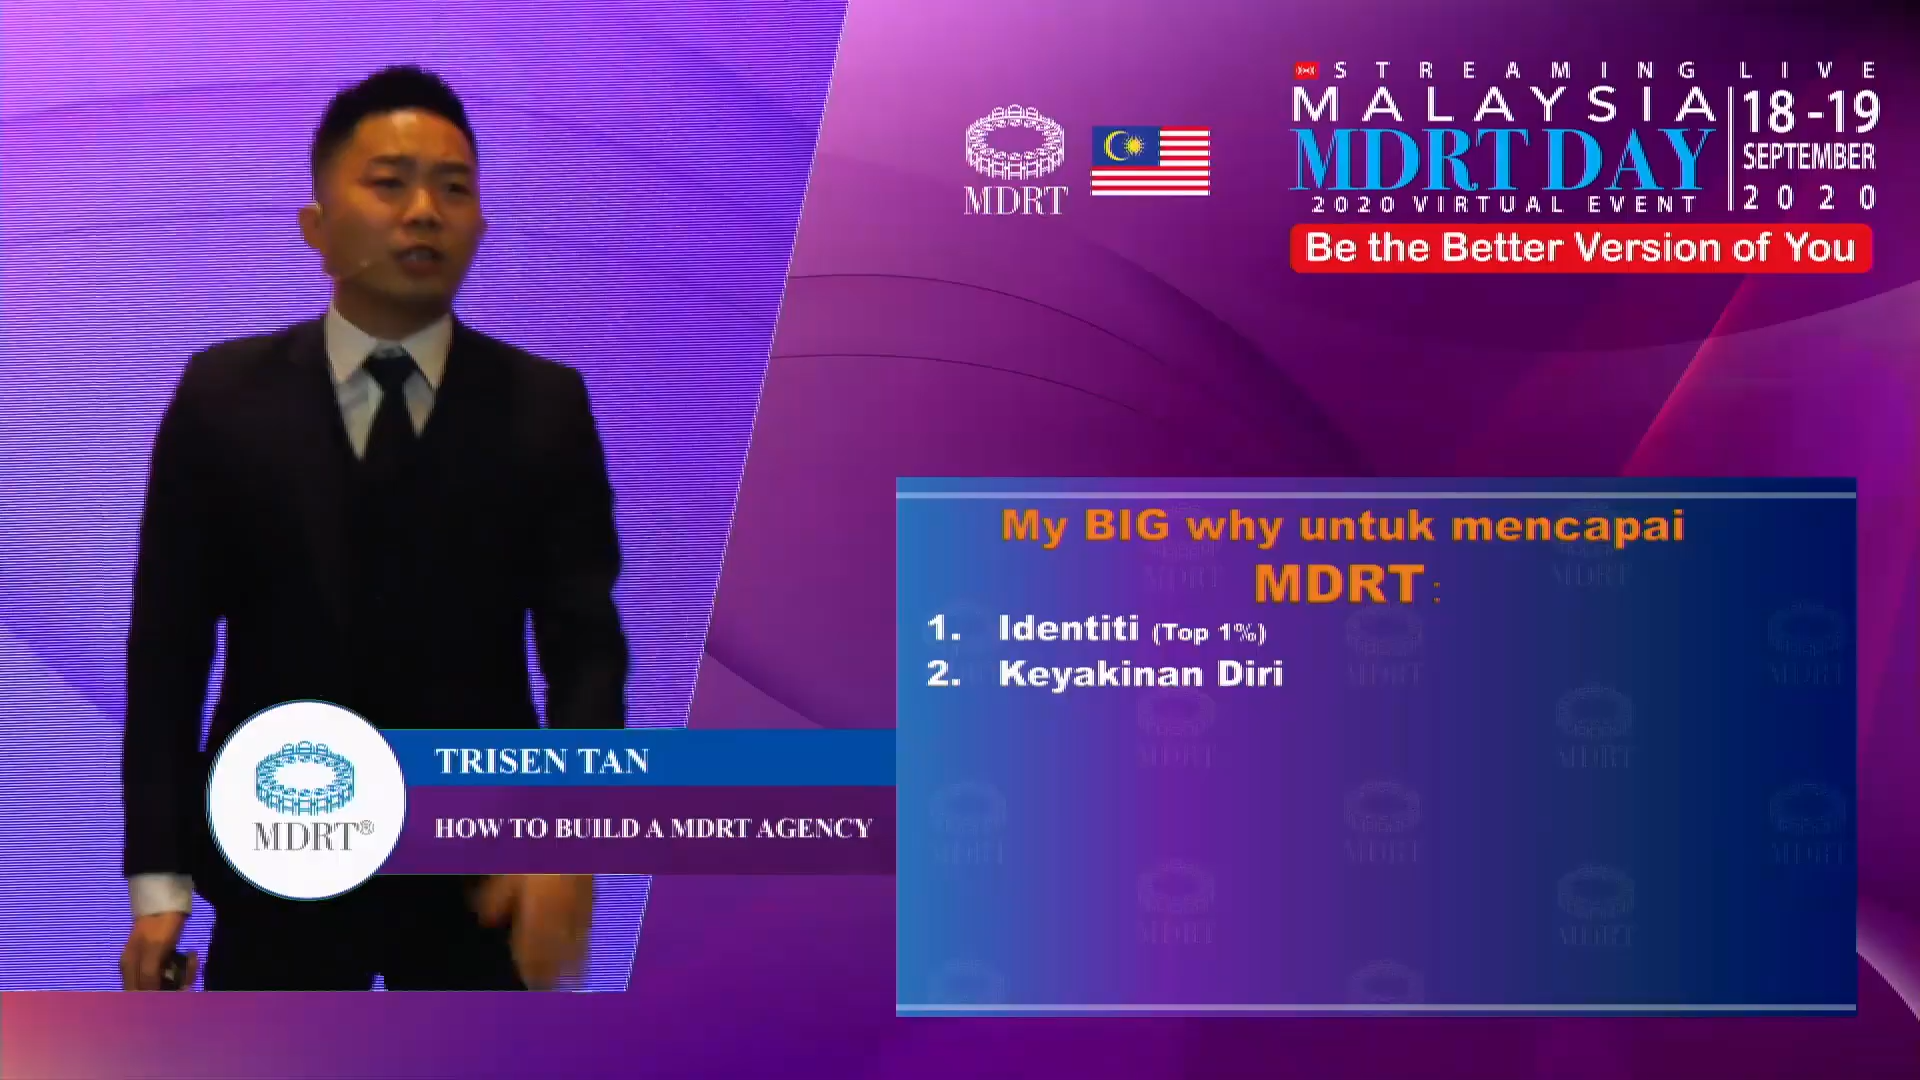 STREAMING LIVE
MALAYSIA
MDRT DAY
2020 VIRTUAL EVENT
18-19
SEPTEMBER
2020
Be the Better Version of You
MDRT
My BIG why untuk mencapai
MDRT:
1. Identiti (Top 1%)
2. Keyakinan Diri
TRISEN TAN
HOW TO BUILD A MDRT AGENCY
MDRT®